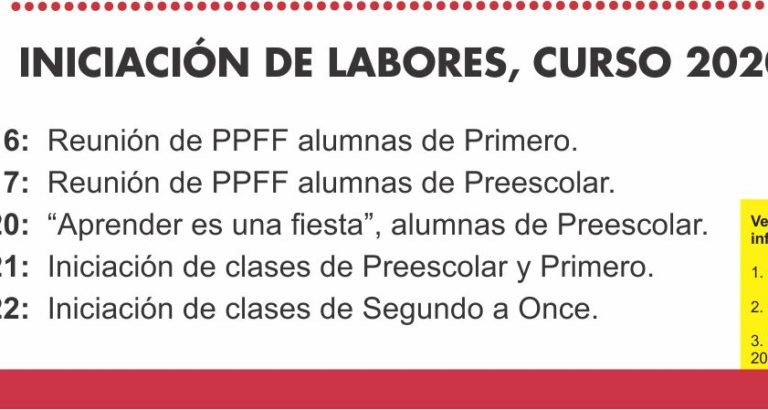 INICIACIÓN DE LABORES, CURSO 2020
6: Reunión de PPFF alumnas de Primero.
7: Reunión de PPFF alumnas de Preescolar.
20: “Aprender es una fiesta”, alumnas de Preescolar.
21: Iniciación de clases de Preescolar y Primero.
22: Iniciación de clases de Segundo a Once.
Ve
inf
1.
2.
3.
20